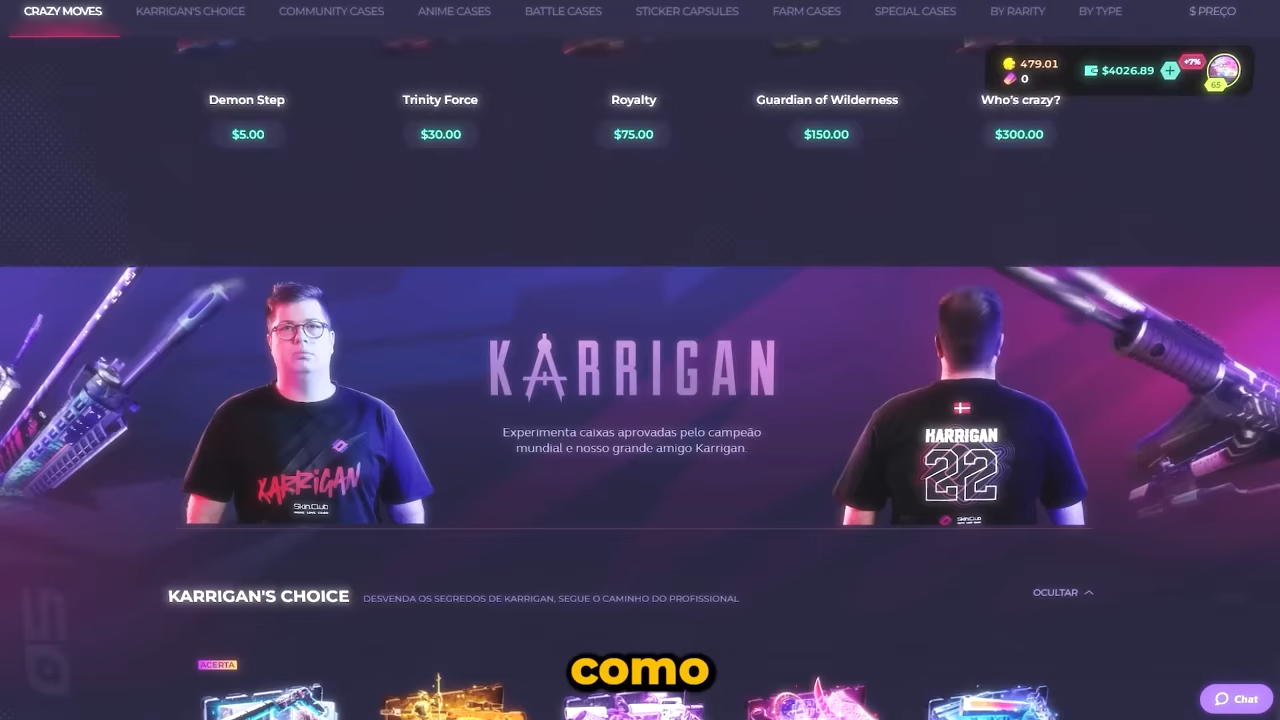 CRAZY MOVES KARRIGAN'S CHOICE COMMUNITY CASES ANIME CASES BATTLE CASES STICKER CAPSULES FARM CASES SPECIAL CASES BY RARITY BY TYPE $ PREÇO
479.01
0
$4026.89
+
+7%
65
Demon Step Trinity Force Royalty Guardian of Wilderness Who's crazy?
$5.00 $30.00 $75.00 $150.00 $300.00
KARRIGAN
Experimenta caixas aprovadas pelo campeão
mundial e nosso grande amigo Karrigan.
KARRIGAN
Skin.Club
HARRIGAN
22
Skin.Club
KARRIGAN'S CHOICE DESVENDA OS SEGREDOS DE KARRIGAN, SEGUE O CAMINHO DO PROFISSIONAL OCULTAR
ACERTA
como
Chat